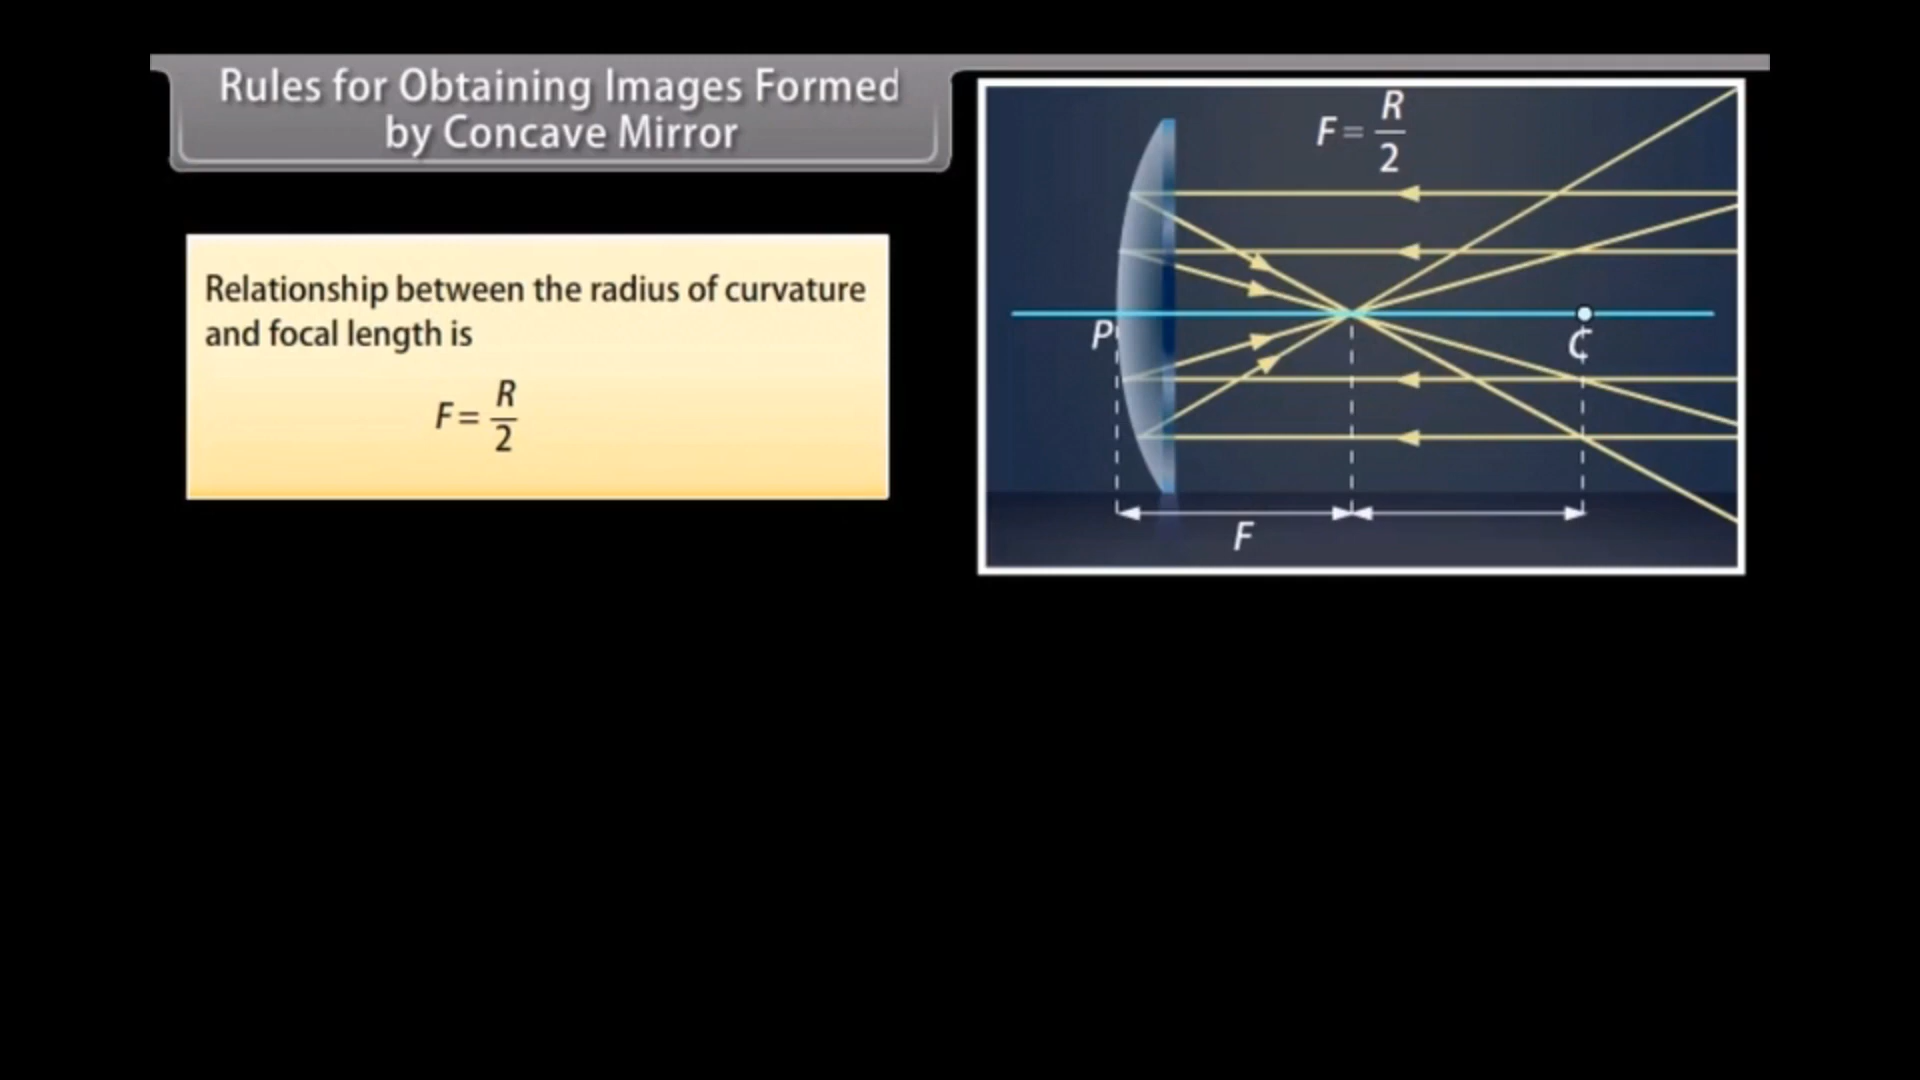 Rules for Obtaining Images Formed
by Concave Mirror
Relationship between the radius of curvature
and focal length is
F = R/2
F = R/2
P
C
F